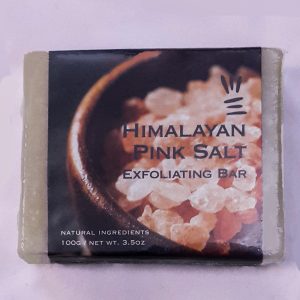 HIMALAYAN
PINK SALT
EXFOLIATING BAR
NATURAL INGREDIENTS
100G / NET WT. 3.5OZ